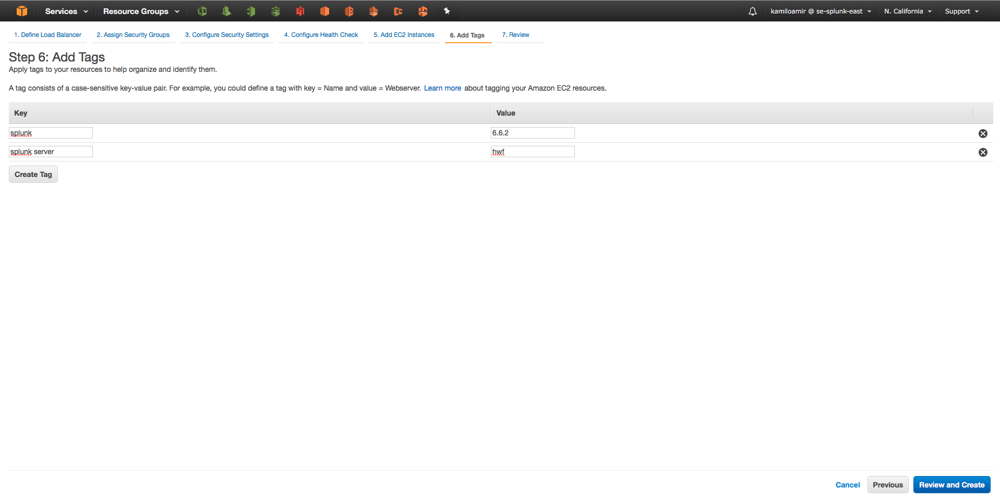 Services Resource Groups kamiloamir @ se-splunk-east N. California Support
1. Define Load Balancer 2. Assign Security Groups 3. Configure Security Settings 4. Configure Health Check 5. Add EC2 Instances 6. Add Tags 7. Review
Step 6: Add Tags
Apply tags to your resources to help organize and identify them.
A tag consists of a case-sensitive key-value pair. For example, you could define a tag with key = Name and value = Webserver. Learn more about tagging your Amazon EC2 resources.
Key Value
splunk 6.6.2
splunk server hwf
Create Tag
Cancel Previous Review and Create